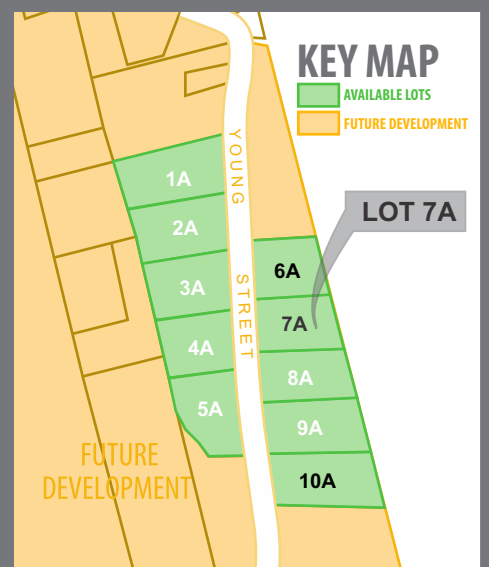 KEY MAP
AVAILABLE LOTS
FUTURE DEVELOPMENT
YOUNG STREET
LOT 7A
1A
2A
3A
4A
5A
6A
7A
8A
9A
10A
FUTURE
DEVELOPMENT